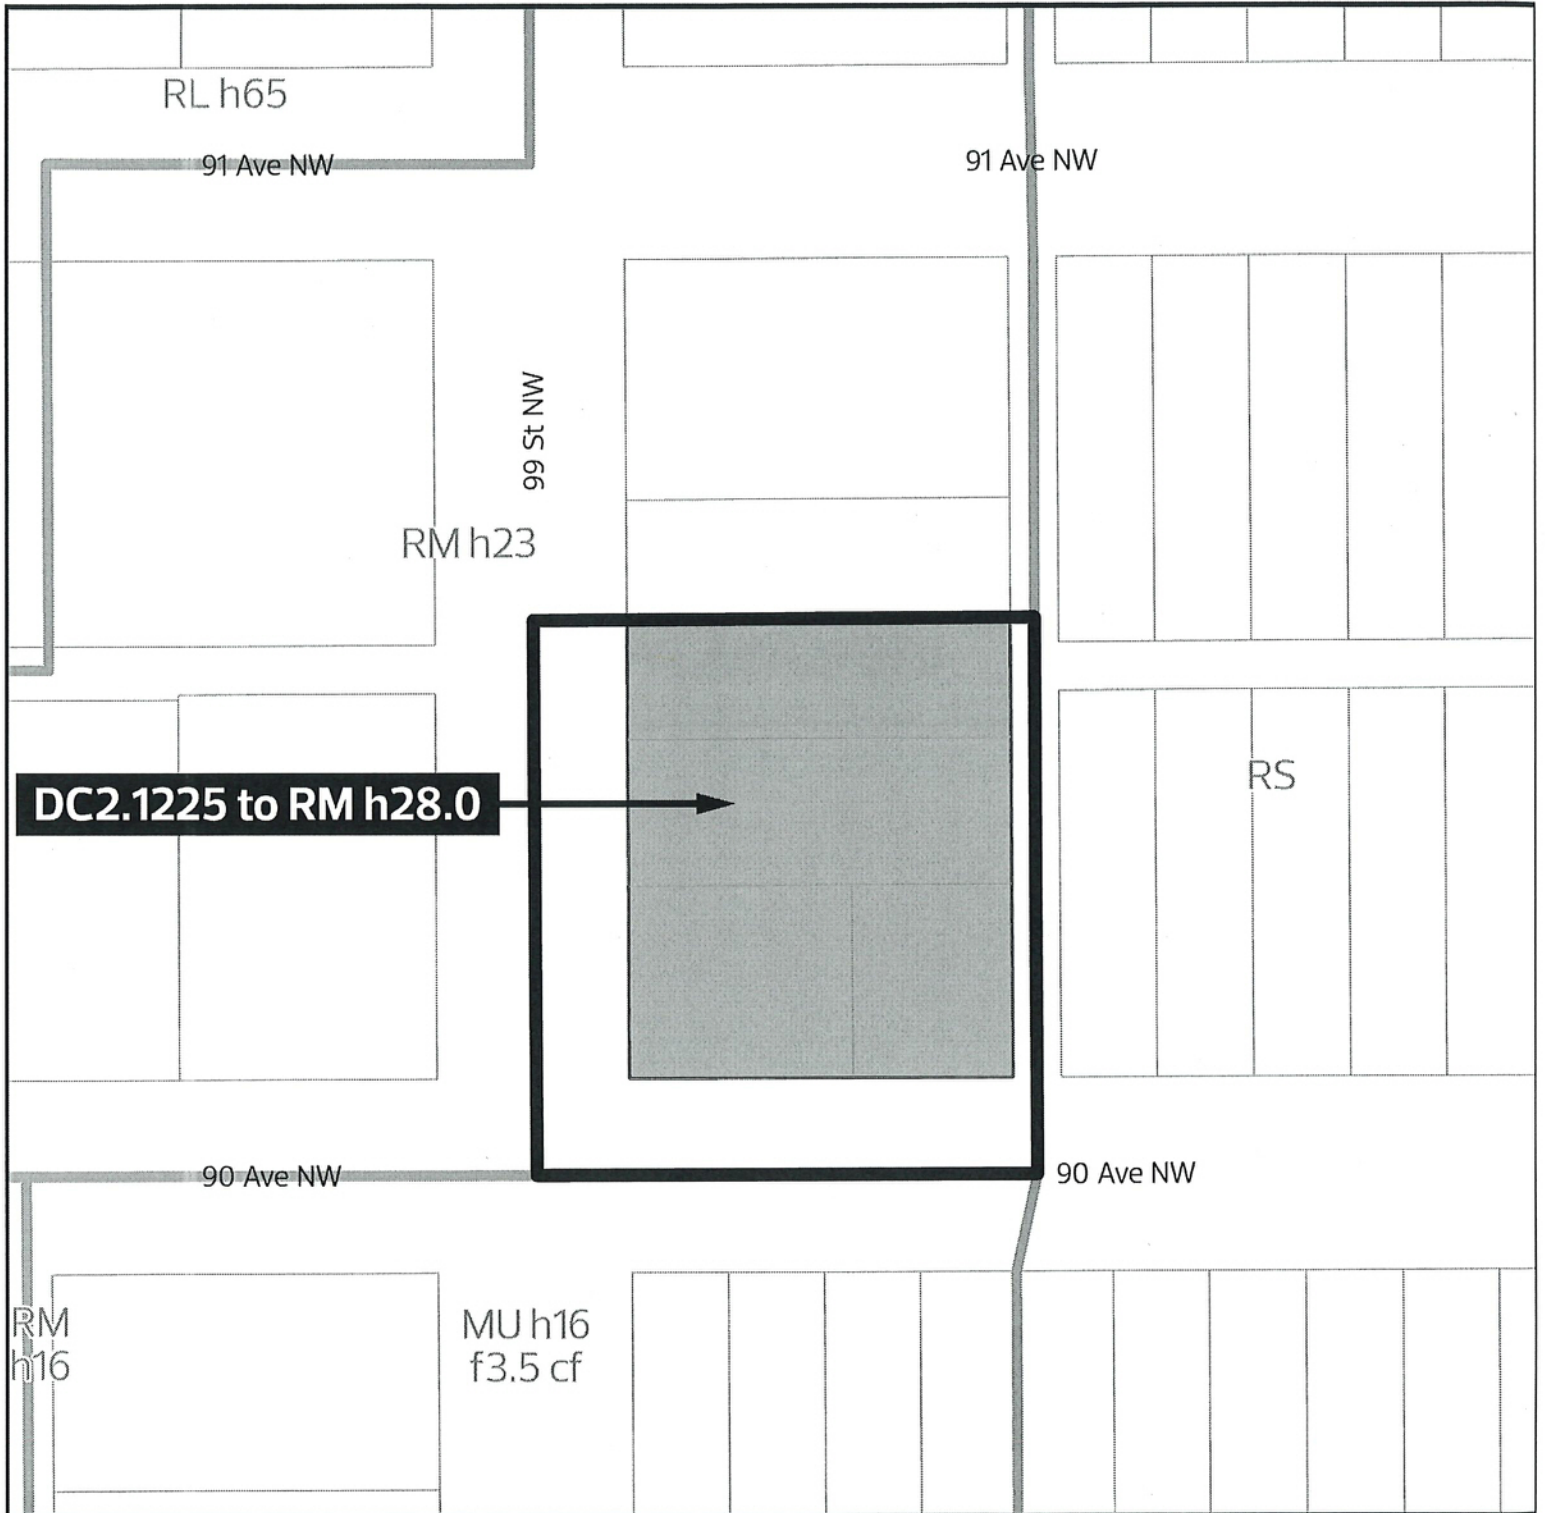 RL h65
91 Ave NW
91 Ave NW
99 St NW
RM h23
DC2.1225 to RM h28.0
RS
90 Ave NW
90 Ave NW
RM
h16
MU h16
f3.5 cf